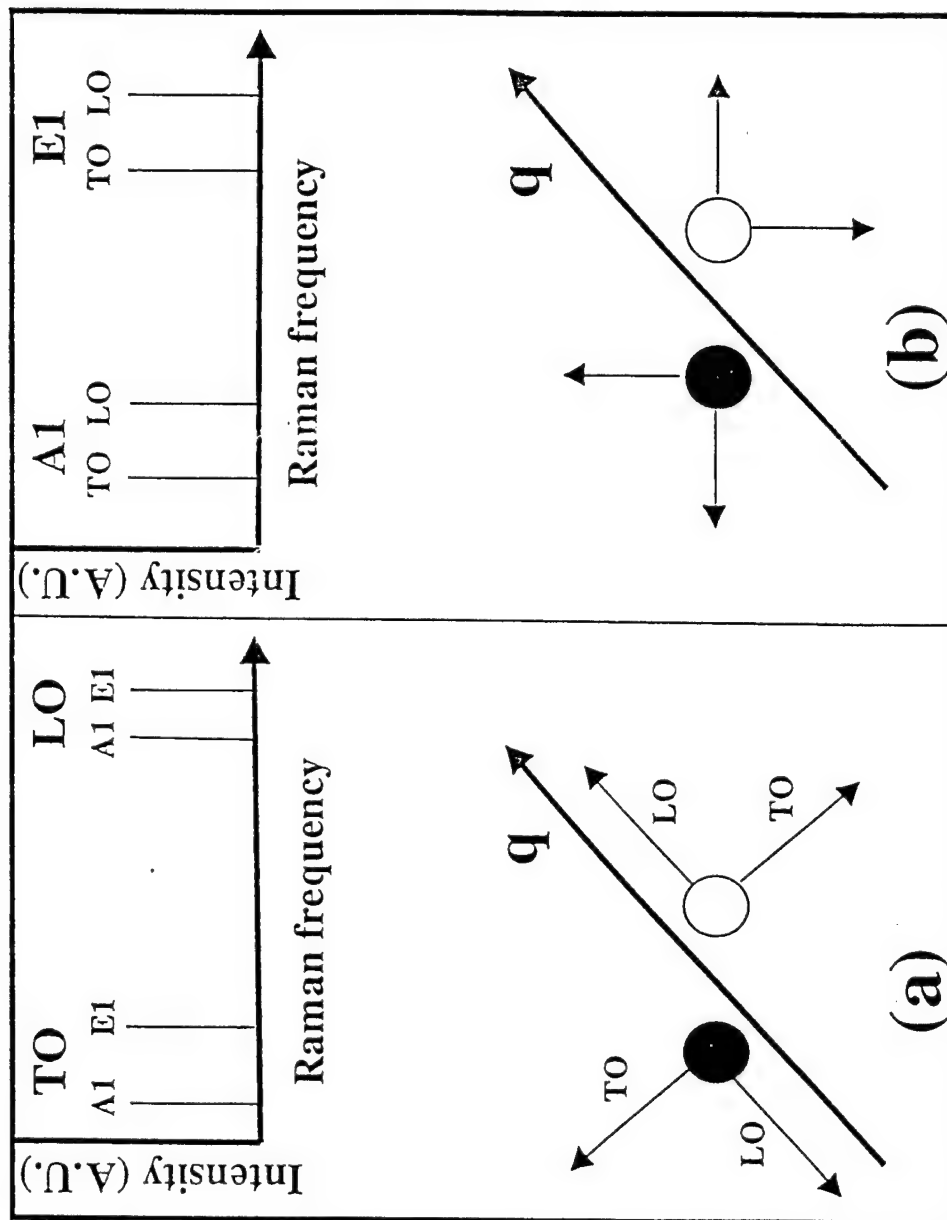 Intensity (A.U.)
TO
A1 E1
LO
A1 E1
Raman frequency
q
TO
LO
LO
TO
(a)
Intensity (A.U.)
A1
TO LO
E1
TO LO
Raman frequency
q
(b)